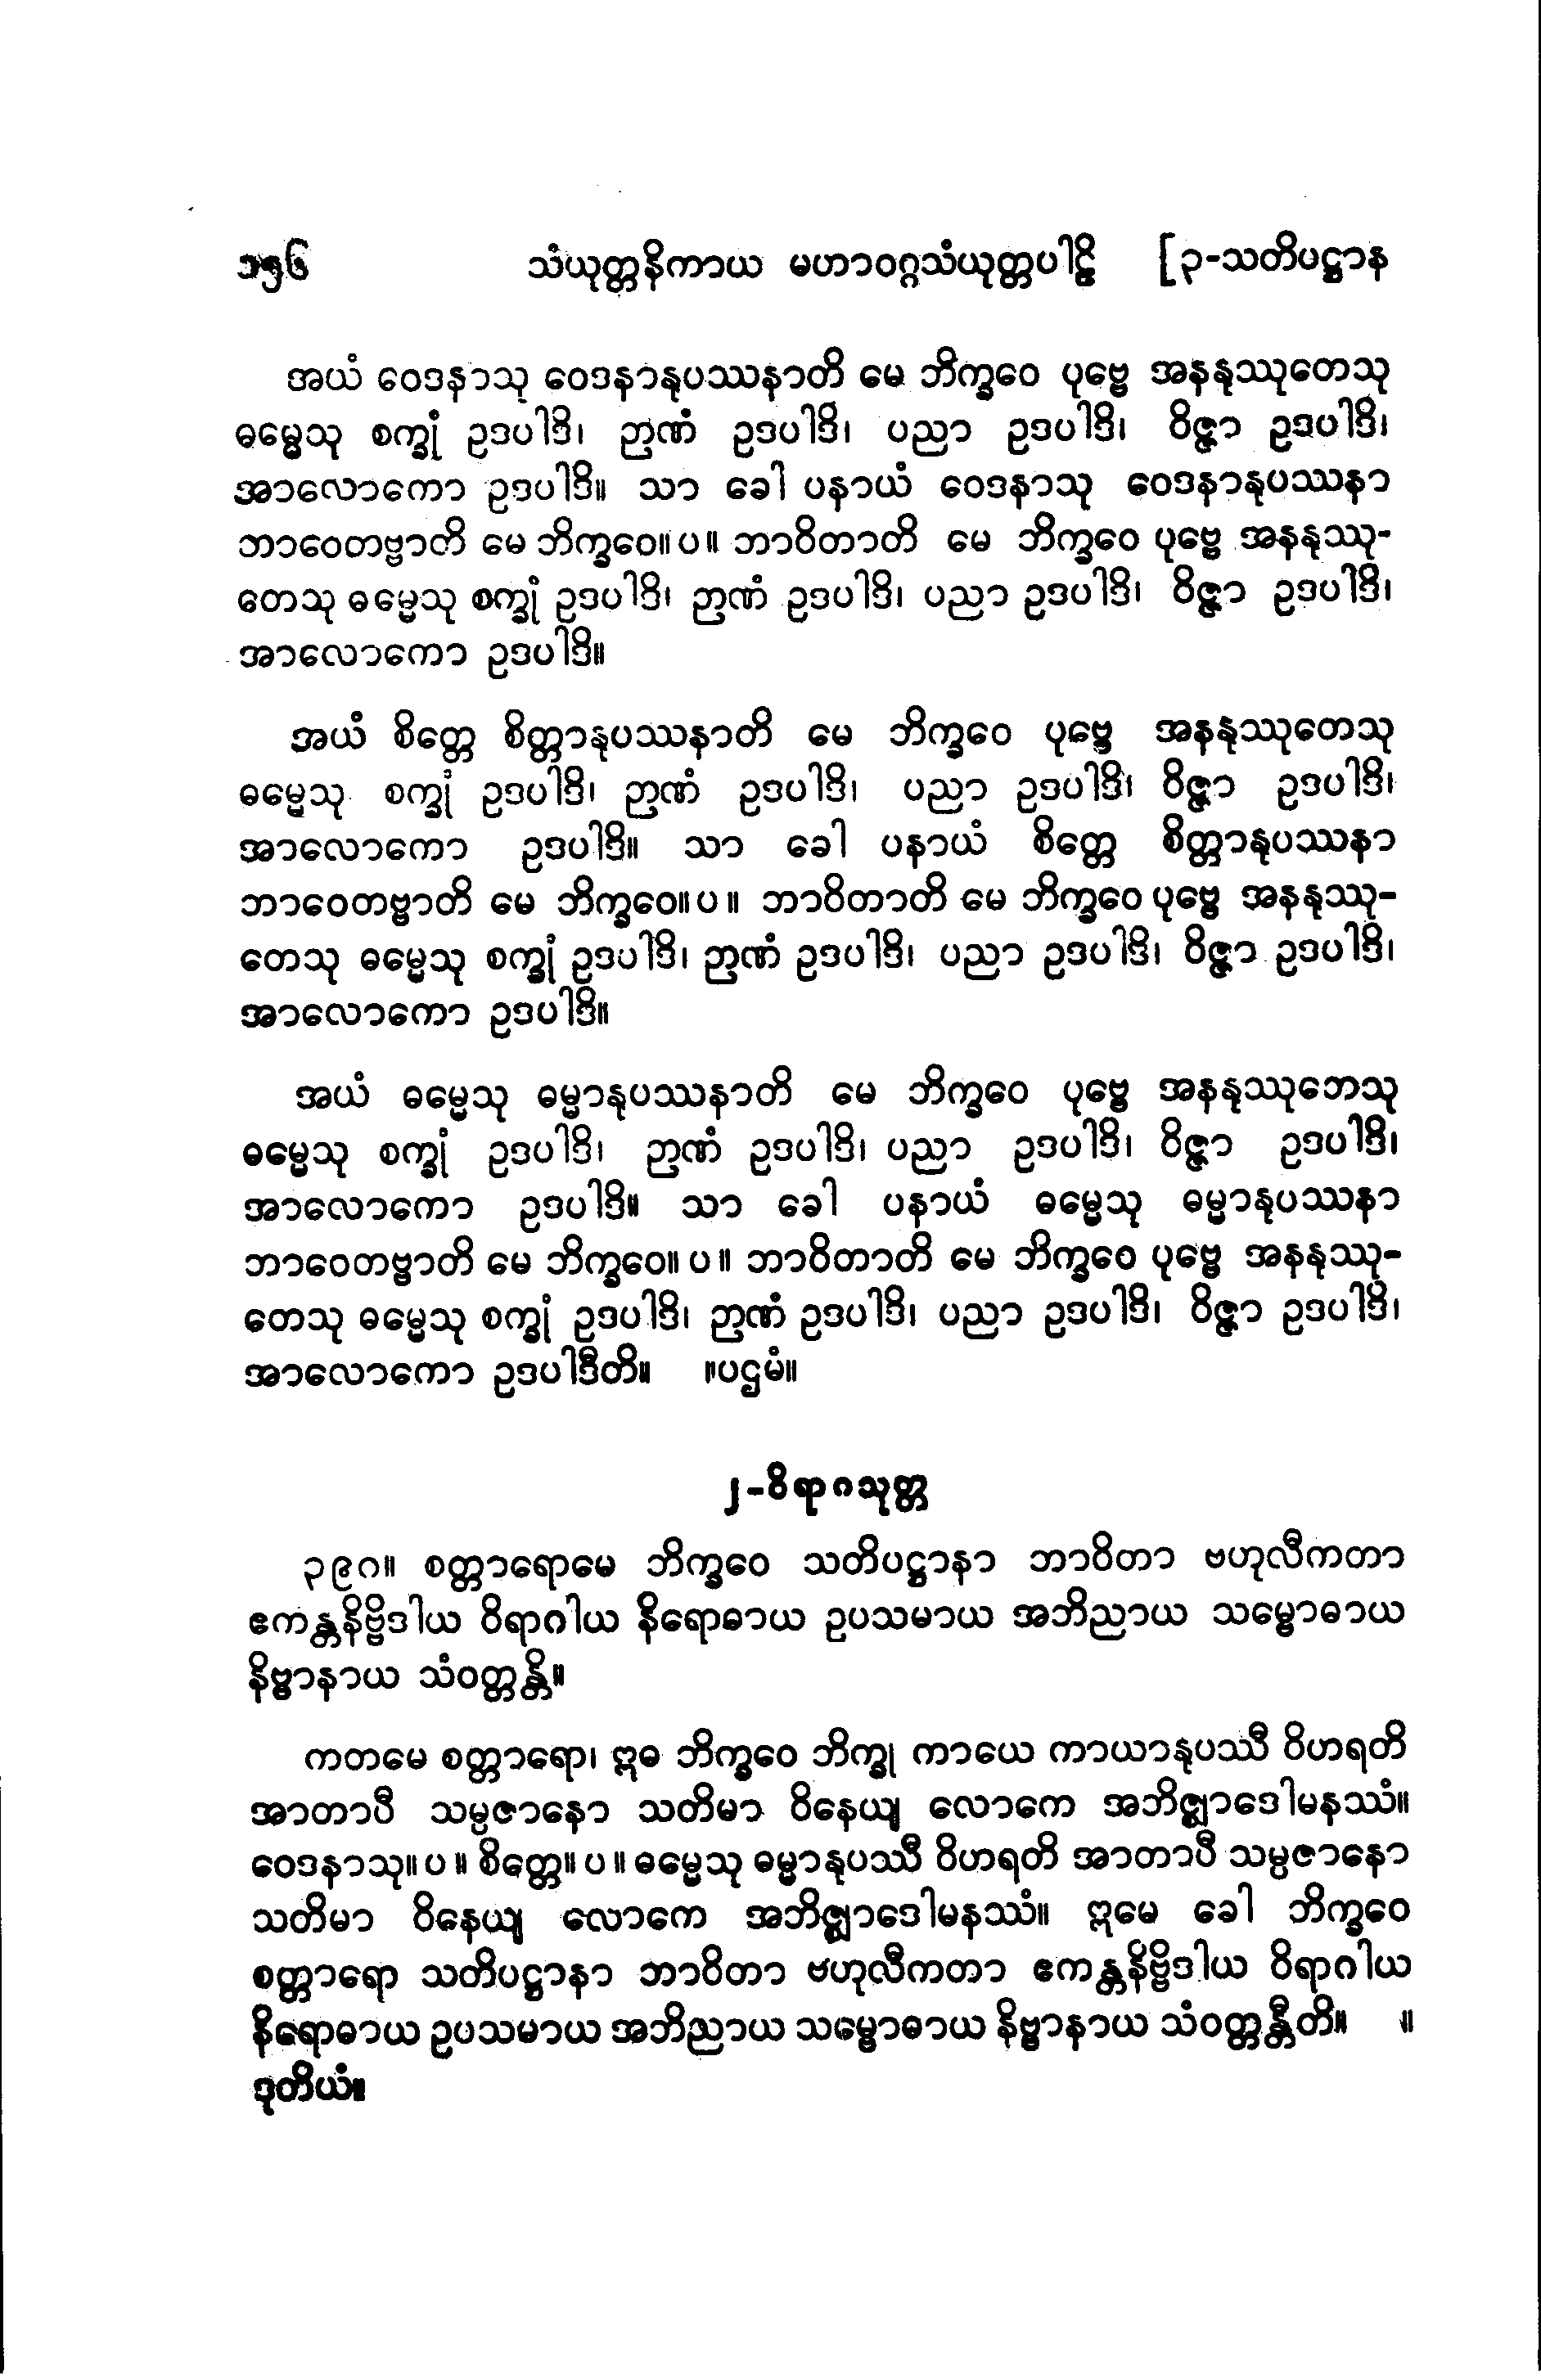 ၁၅၆ သံယုတ္တနိကာယ မဟာဝဂ္ဂသံယုတ္တပါဠိ [၃-သတိပဋ္ဌာန
အယံ ဝေဒနာသု ဝေဒနာနုပဿနာတိ မေ ဘိက္ခဝေ ပုဗ္ဗေ အနနုဿုတေသု
ဓမ္မေသု စက္ခုံ ဥဒပါဒိ၊ ဉာဏံ ဥဒပါဒိ၊ ပညာ ဥဒပါဒိ၊ ဝိဇ္ဇာ ဥဒပါဒိ၊
အာလောကော ဥဒပါဒိ။ သာ ခေါ ပနာယံ ဝေဒနာသု ဝေဒနာနုပဿနာ
ဘာဝေတဗ္ဗာတိ မေ ဘိက္ခဝေ။ပ။ ဘာဝိတာတိ မေ ဘိက္ခဝေ ပုဗ္ဗေ အနနုဿု-
တေသု ဓမ္မေသု စက္ခုံ ဥဒပါဒိ၊ ဉာဏံ ဥဒပါဒိ၊ ပညာ ဥဒပါဒိ၊ ဝိဇ္ဇာ ဥဒပါဒိ၊
အာလောကော ဥဒပါဒိ။
အယံ စိတ္တေ စိတ္တာနုပဿနာတိ မေ ဘိက္ခဝေ ပုဗ္ဗေ အနနုဿုတေသု
ဓမ္မေသု စက္ခုံ ဥဒပါဒိ၊ ဉာဏံ ဥဒပါဒိ၊ ပညာ ဥဒပါဒိ၊ ဝိဇ္ဇာ ဥဒပါဒိ၊
အာလောကော ဥဒပါဒိ။ သာ ခေါ ပနာယံ စိတ္တေ စိတ္တာနုပဿနာ
ဘာဝေတဗ္ဗာတိ မေ ဘိက္ခဝေ။ပ။ ဘာဝိတာတိ မေ ဘိက္ခဝေ ပုဗ္ဗေ အနနုဿု-
တေသု ဓမ္မေသု စက္ခုံ ဥဒပါဒိ၊ ဉာဏံ ဥဒပါဒိ၊ ပညာ ဥဒပါဒိ၊ ဝိဇ္ဇာ ဥဒပါဒိ၊
အာလောကော ဥဒပါဒိ။
အယံ ဓမ္မေသု ဓမ္မာနုပဿနာတိ မေ ဘိက္ခဝေ ပုဗ္ဗေ အနနုဿုတေသု
ဓမ္မေသု စက္ခုံ ဥဒပါဒိ၊ ဉာဏံ ဥဒပါဒိ၊ ပညာ ဥဒပါဒိ၊ ဝိဇ္ဇာ ဥဒပါဒိ၊
အာလောကော ဥဒပါဒိ။ သာ ခေါ ပနာယံ ဓမ္မေသု ဓမ္မာနုပဿနာ
ဘာဝေတဗ္ဗာတိ မေ ဘိက္ခဝေ။ပ။ ဘာဝိတာတိ မေ ဘိက္ခဝေ ပုဗ္ဗေ အနနုဿု-
တေသု ဓမ္မေသု စက္ခုံ ဥဒပါဒိ၊ ဉာဏံ ဥဒပါဒိ၊ ပညာ ဥဒပါဒိ၊ ဝိဇ္ဇာ ဥဒပါဒိ၊
အာလောကော ဥဒပါဒီတိ။ ။ပဌမံ။
၂-ဝိရာဂသုတ္တ
၃၉၈။ စတ္တာရောမေ ဘိက္ခဝေ သတိပဋ္ဌာနာ ဘာဝိတာ ဗဟုလီကတာ
ဧကန္တနိဗ္ဗိဒါယ ဝိရာဂါယ နိရောဓာယ ဥပသမာယ အဘိညာယ သမ္ဗောဓာယ
နိဗ္ဗာနာယ သံဝတ္တန္တိ။
ကတမေ စတ္တာရော၊ ဣဓ ဘိက္ခဝေ ဘိက္ခု ကာယေ ကာယာနုပဿီ ဝိဟရတိ
အာတာပီ သမ္ပဇာနော သတိမာ ဝိနေယျ လောကေ အဘိဇ္ဈာဒေါမနဿံ။
ဝေဒနာသု။ပ။ စိတ္တေ။ပ။ ဓမ္မေသု ဓမ္မာနုပဿီ ဝိဟရတိ အာတာပီ သမ္ပဇာနော
သတိမာ ဝိနေယျ လောကေ အဘိဇ္ဈာဒေါမနဿံ။ ဣမေ ခေါ ဘိက္ခဝေ
စတ္တာရော သတိပဋ္ဌာနာ ဘာဝိတာ ဗဟုလီကတာ ဧကန္တနိဗ္ဗိဒါယ ဝိရာဂါယ
နိရောဓာယ ဥပသမာယ အဘိညာယ သမ္ဗောဓာယ နိဗ္ဗာနာယ သံဝတ္တန္တီတိ။ ။
ဒုတိယံ။